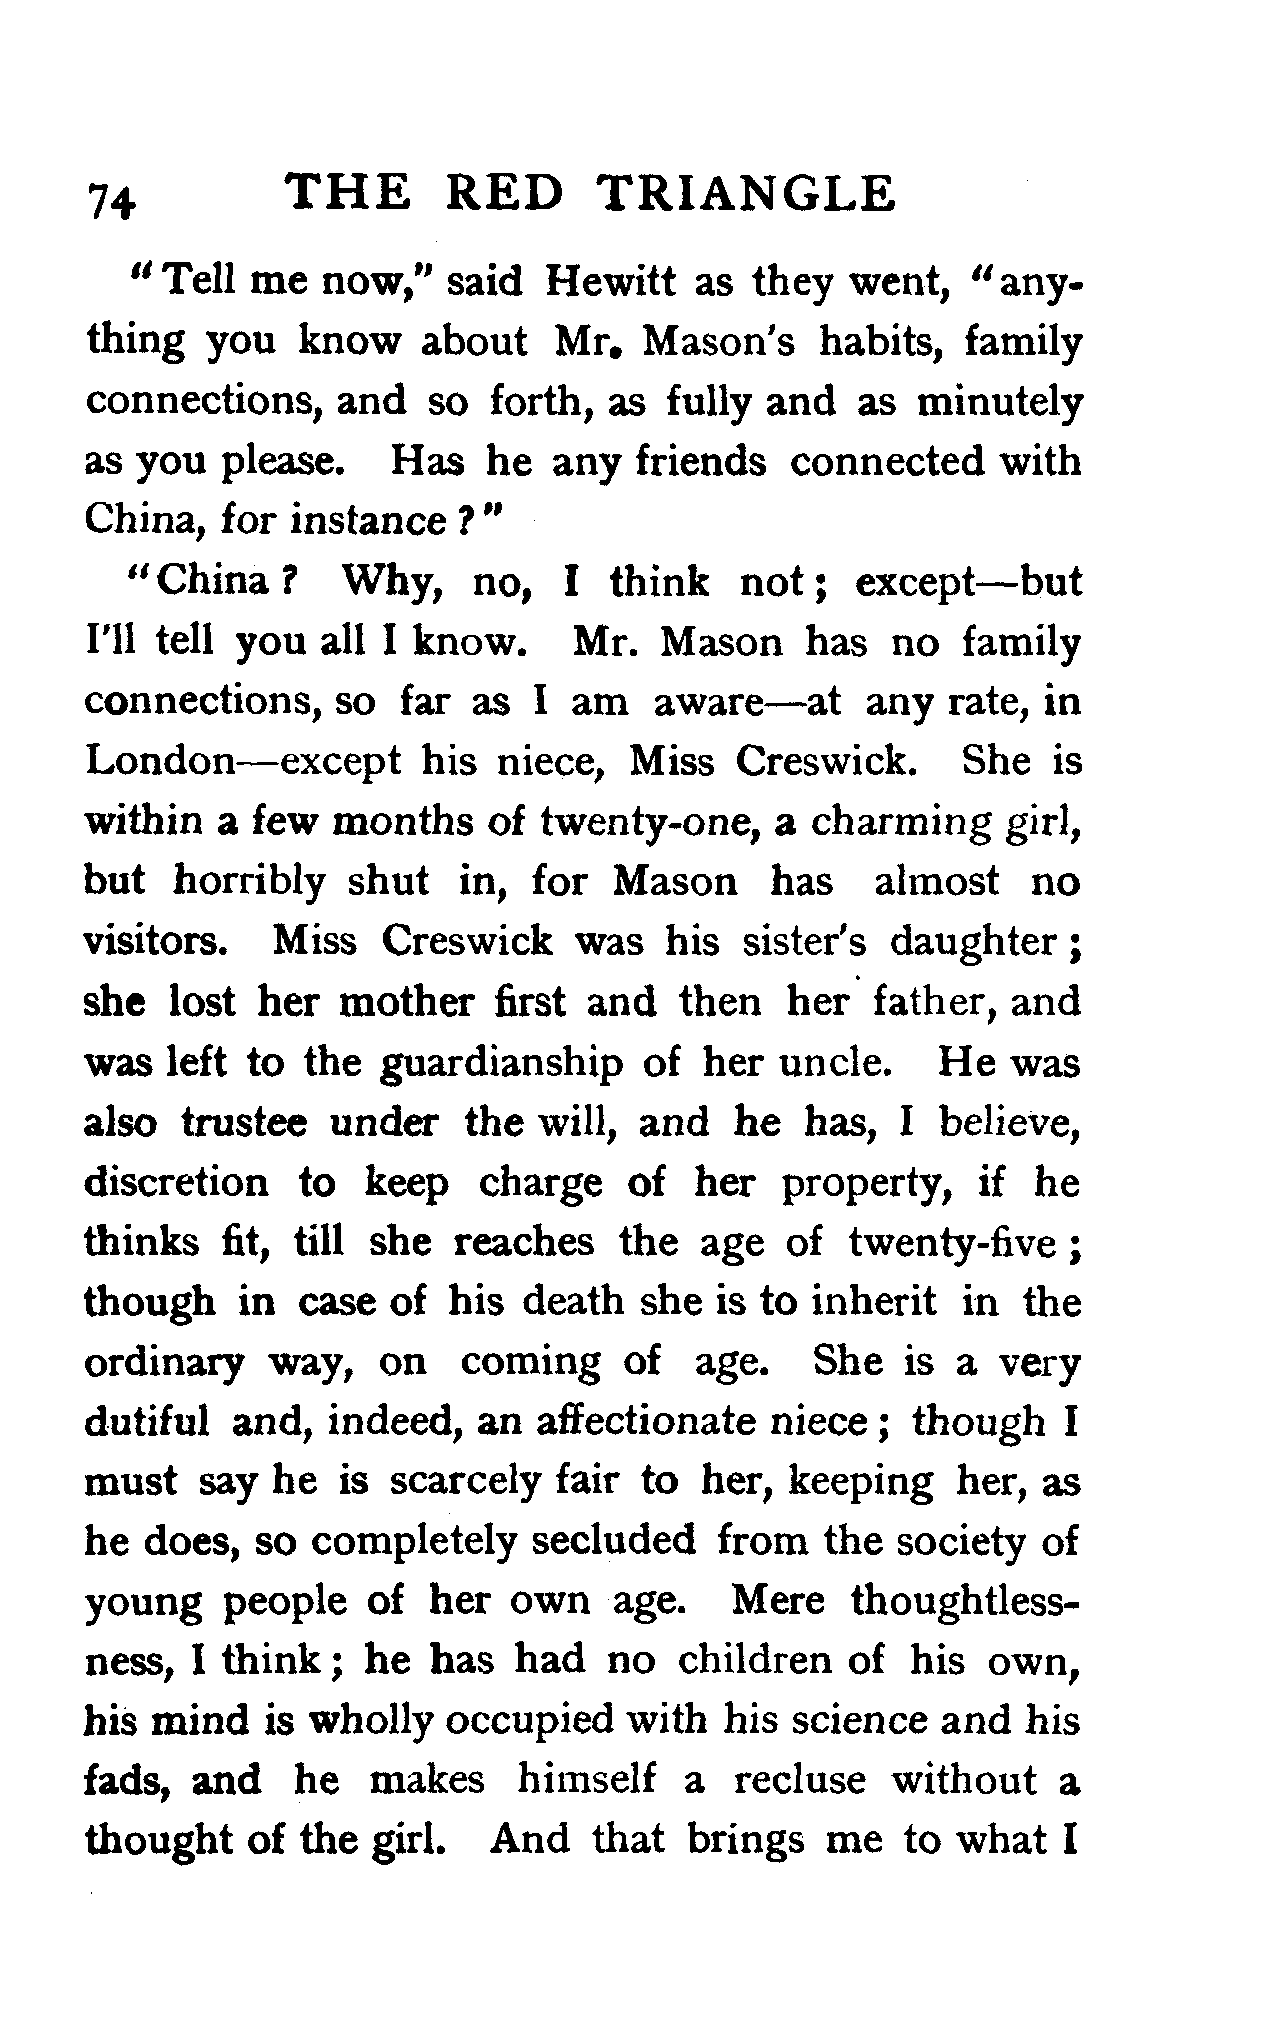 74 THE RED TRIANGLE
"Tell me now," said Hewitt as they went, "any-
thing you know about Mr. Mason's habits, family
connections, and so forth, as fully and as minutely
as you please. Has he any friends connected with
China, for instance ?"
"China ? Why, no, I think not ; except—but
I'll tell you all I know. Mr. Mason has no family
connections, so far as I am aware—at any rate, in
London—except his niece, Miss Creswick. She is
within a few months of twenty-one, a charming girl,
but horribly shut in, for Mason has almost no
visitors. Miss Creswick was his sister's daughter ;
she lost her mother first and then her father, and
was left to the guardianship of her uncle. He was
also trustee under the will, and he has, I believe,
discretion to keep charge of her property, if he
thinks fit, till she reaches the age of twenty-five ;
though in case of his death she is to inherit in the
ordinary way, on coming of age. She is a very
dutiful and, indeed, an affectionate niece ; though I
must say he is scarcely fair to her, keeping her, as
he does, so completely secluded from the society of
young people of her own age. Mere thoughtless-
ness, I think ; he has had no children of his own,
his mind is wholly occupied with his science and his
fads, and he makes himself a recluse without a
thought of the girl. And that brings me to what I